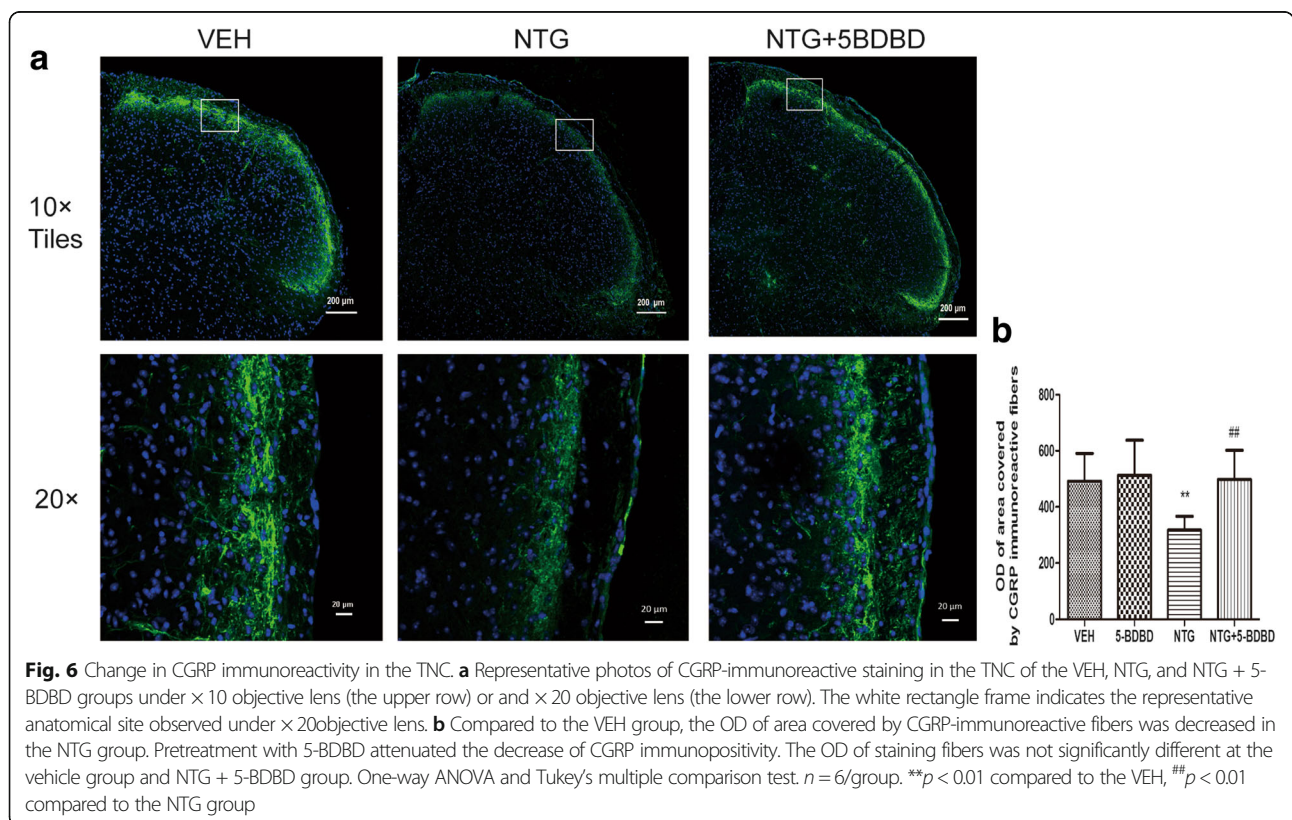 VEH NTG NTG+5BDBD
a
10×
Tiles
200 µm 200 µm 200 µm
20×
20 µm 20 µm 20 µm
b
OD of area covered
by CGRP imunoreactive fibers
800
600
400
200
0
** ##
VEH 5-BDBD NTG NTG+5-BDBD
Fig. 6 Change in CGRP immunoreactivity in the TNC. a Representative photos of CGRP-immunoreactive staining in the TNC of the VEH, NTG, and NTG + 5-
BDBD groups under × 10 objective lens (the upper row) or and × 20 objective lens (the lower row). The white rectangle frame indicates the representative
anatomical site observed under × 20objective lens. b Compared to the VEH group, the OD of area covered by CGRP-immunoreactive fibers was decreased in
the NTG group. Pretreatment with 5-BDBD attenuated the decrease of CGRP immunopositivity. The OD of staining fibers was not significantly different at the
vehicle group and NTG + 5-BDBD group. One-way ANOVA and Tukey’s multiple comparison test. n = 6/group. **p < 0.01 compared to the VEH, ##p < 0.01
compared to the NTG group